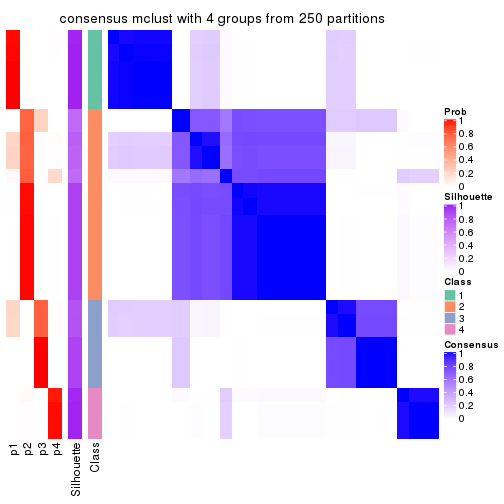 consensus mclust with 4 groups from 250 partitions
Prob
1
0.8
0.6
0.4
0.2
0
Silhouette
1
0.8
0.6
0.4
0.2
0
Class
1
2
3
4
Consensus
1
0.8
0.6
0.4
0.2
0
p1
p2
p3
p4
Silhouette
Class